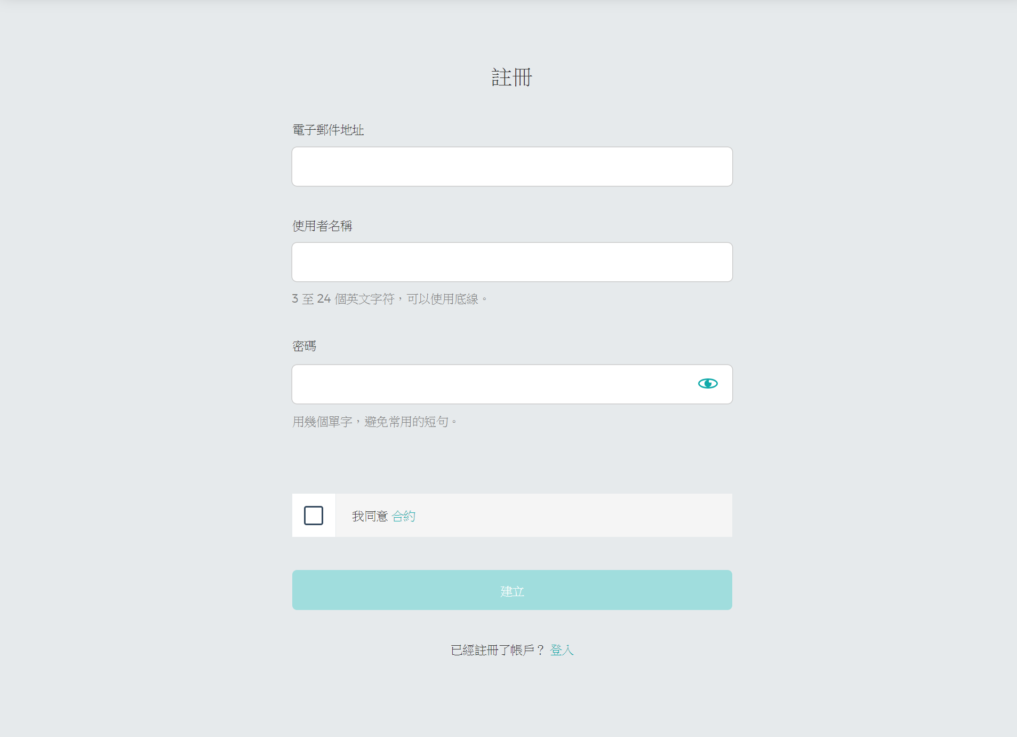 註冊
電子郵件地址
使用者名稱
3 至 24 個英文字符，可以使用底線。
密碼
用幾個單字，避免常用的短句。
我同意 合約
建立
已經註冊了帳戶？ 登入